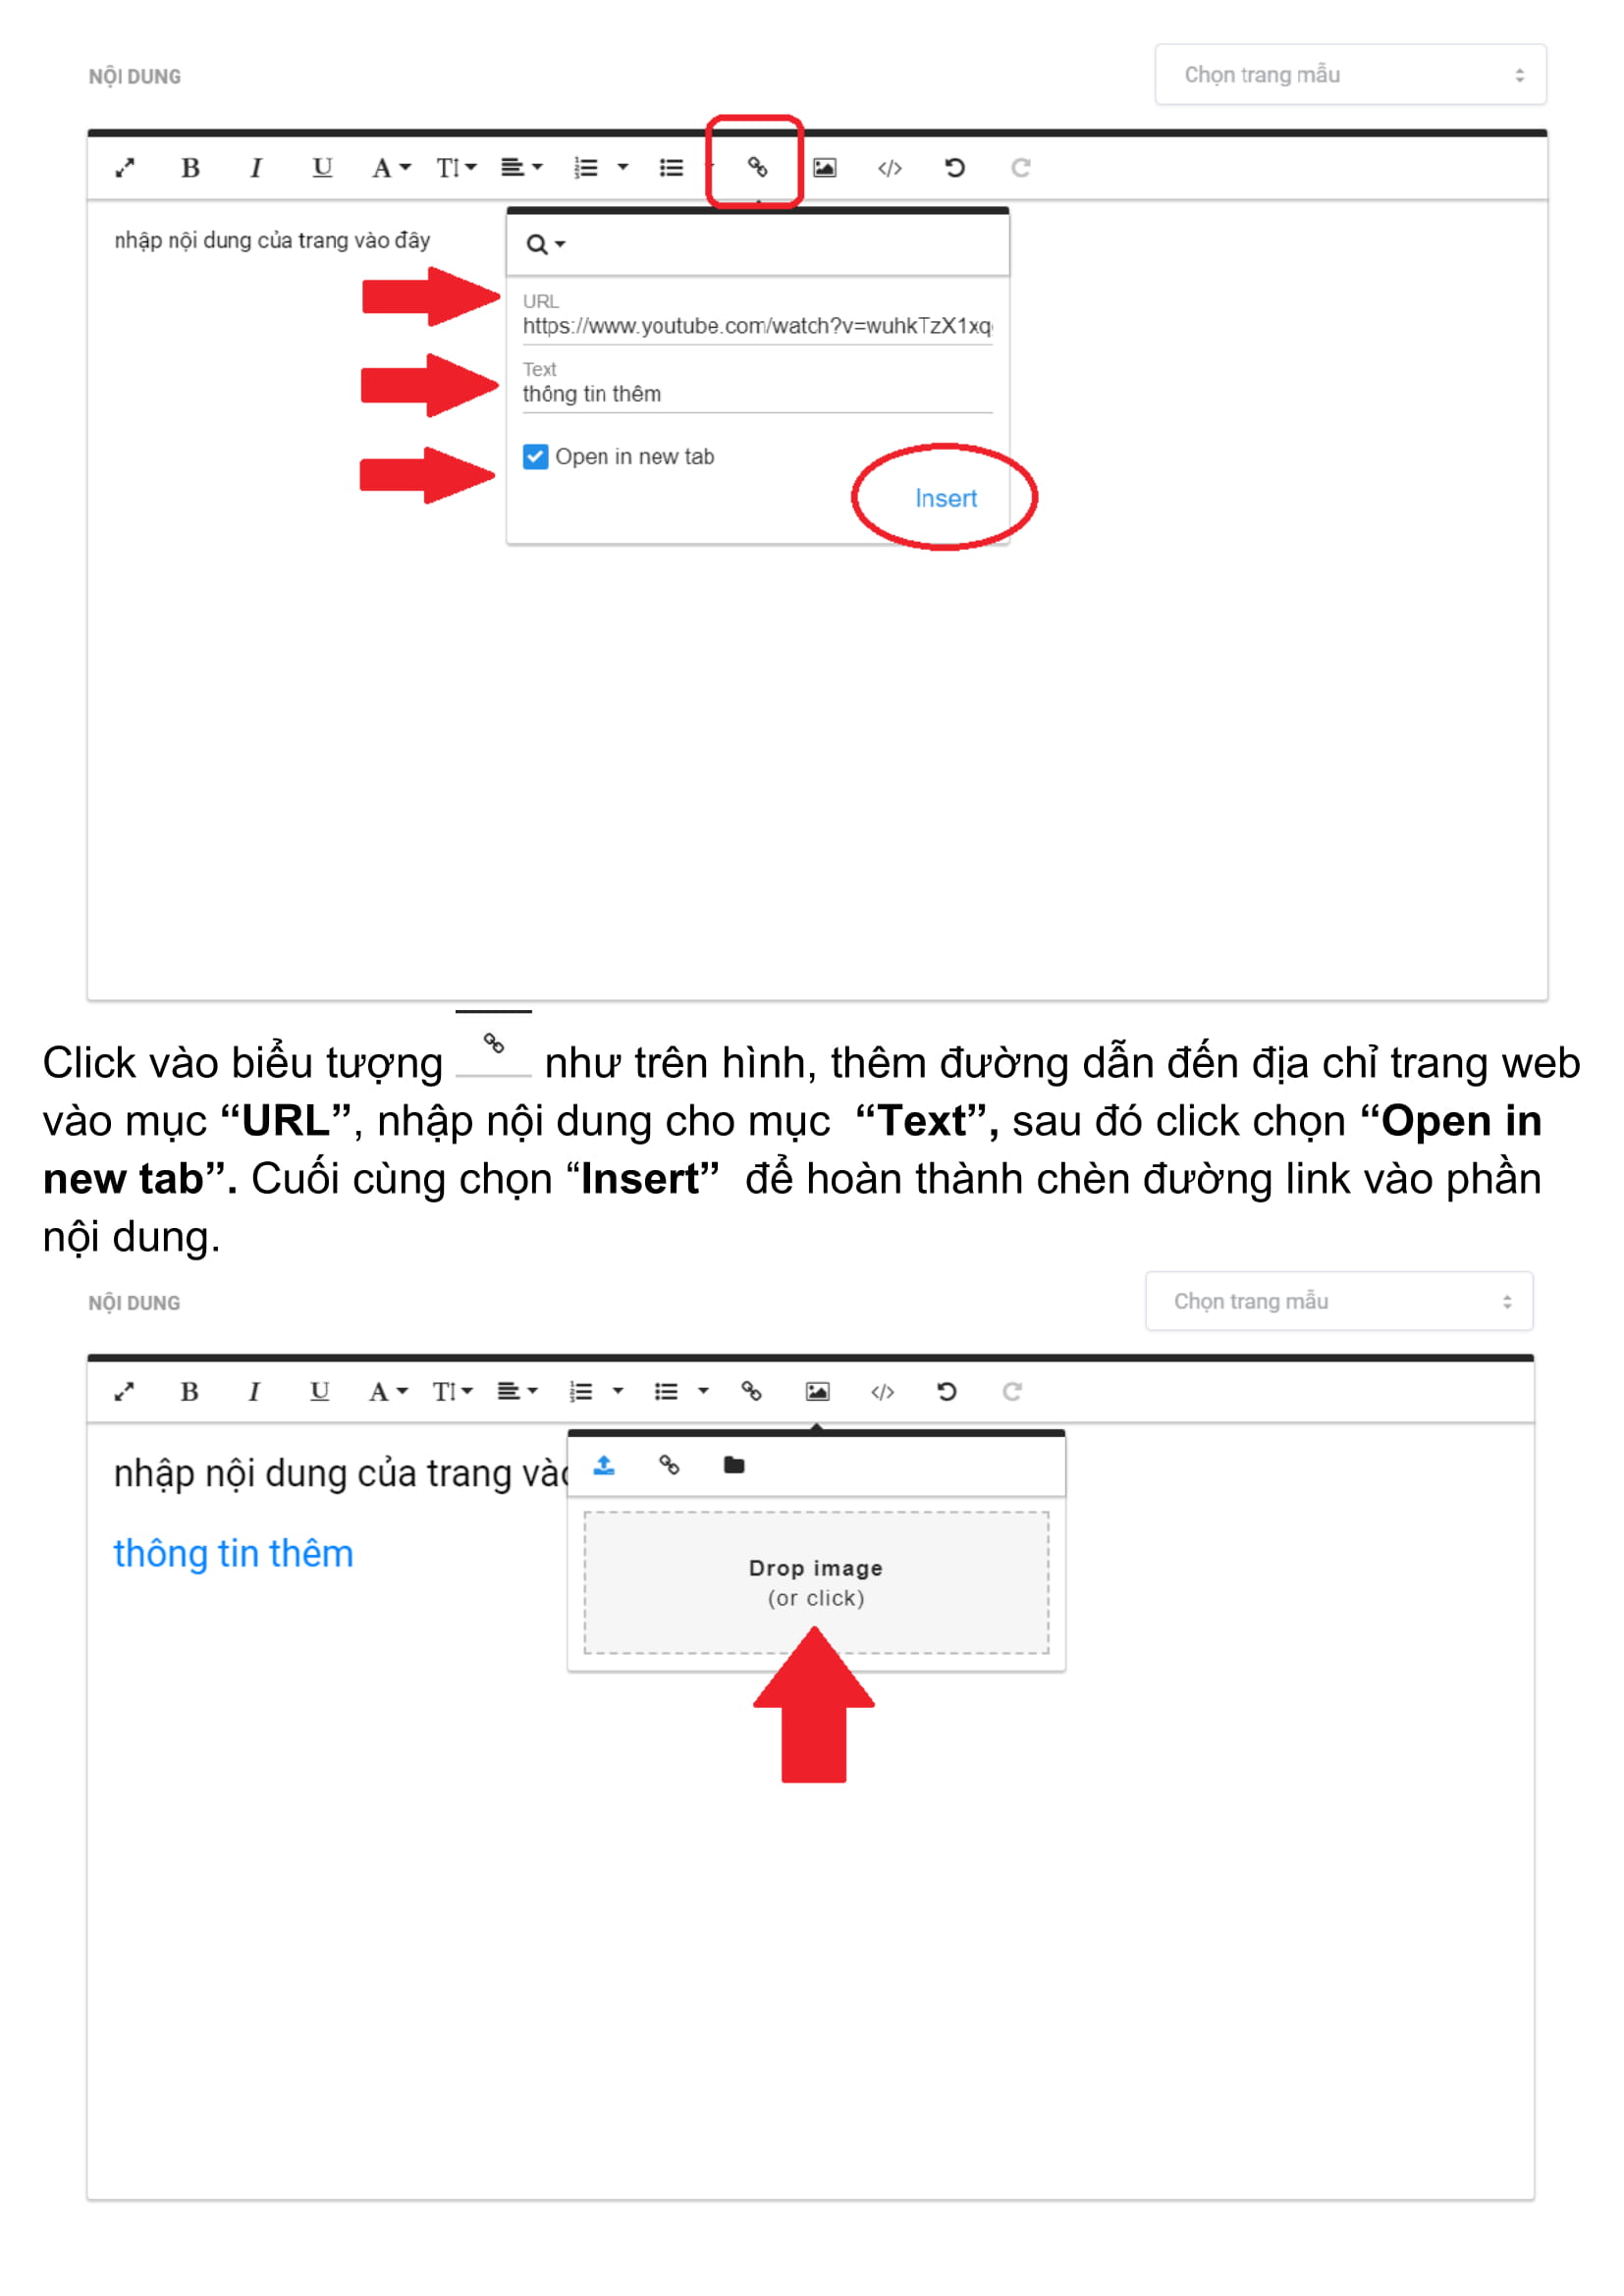 NỘI DUNG
Chọn trang mẫu
B I U A T
nhập nội dung của trang vào đây
URL
https://www.youtube.com/watch?v=wuhkTzX1xq
Text
thông tin thêm
Open in new tab
Insert
Click vào biểu tượng như trên hình, thêm đường dẫn đến địa chỉ trang web
vào mục “URL”, nhập nội dung cho mục “Text”, sau đó click chọn “Open in
new tab”. Cuối cùng chọn “Insert” để hoàn thành chèn đường link vào phần
nội dung.
NỘI DUNG
Chọn trang mẫu
B I U A T
nhập nội dung của trang
thông tin thêm
Drop image
(or click)